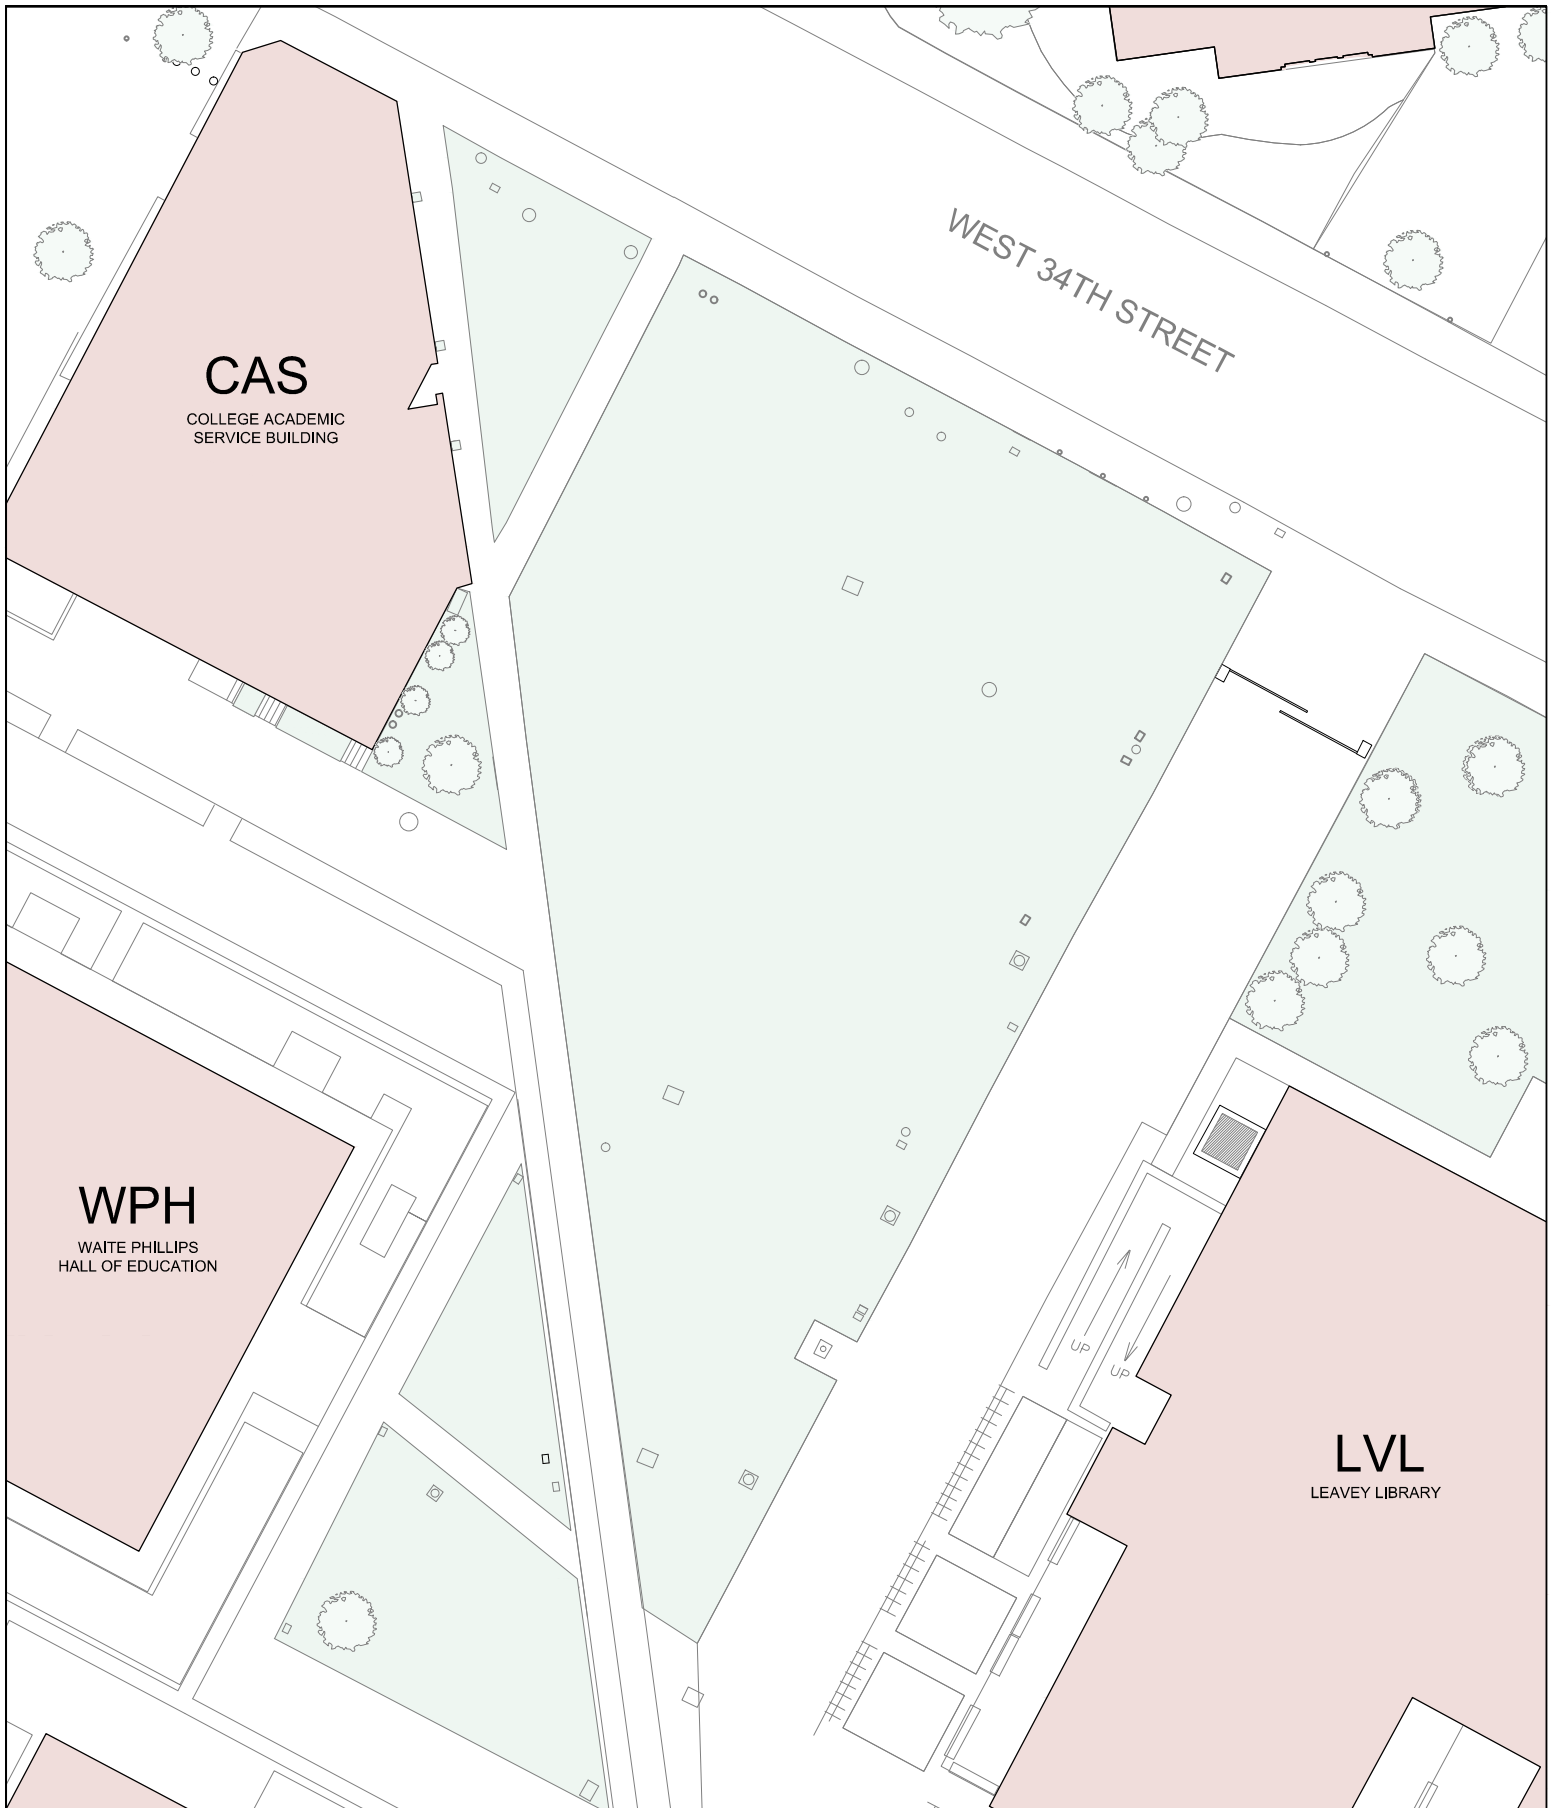 WEST 34TH STREET
CAS
COLLEGE ACADEMIC
SERVICE BUILDING
WPH
WAITE PHILLIPS
HALL OF EDUCATION
UP
UP
LVL
LEAVEY LIBRARY